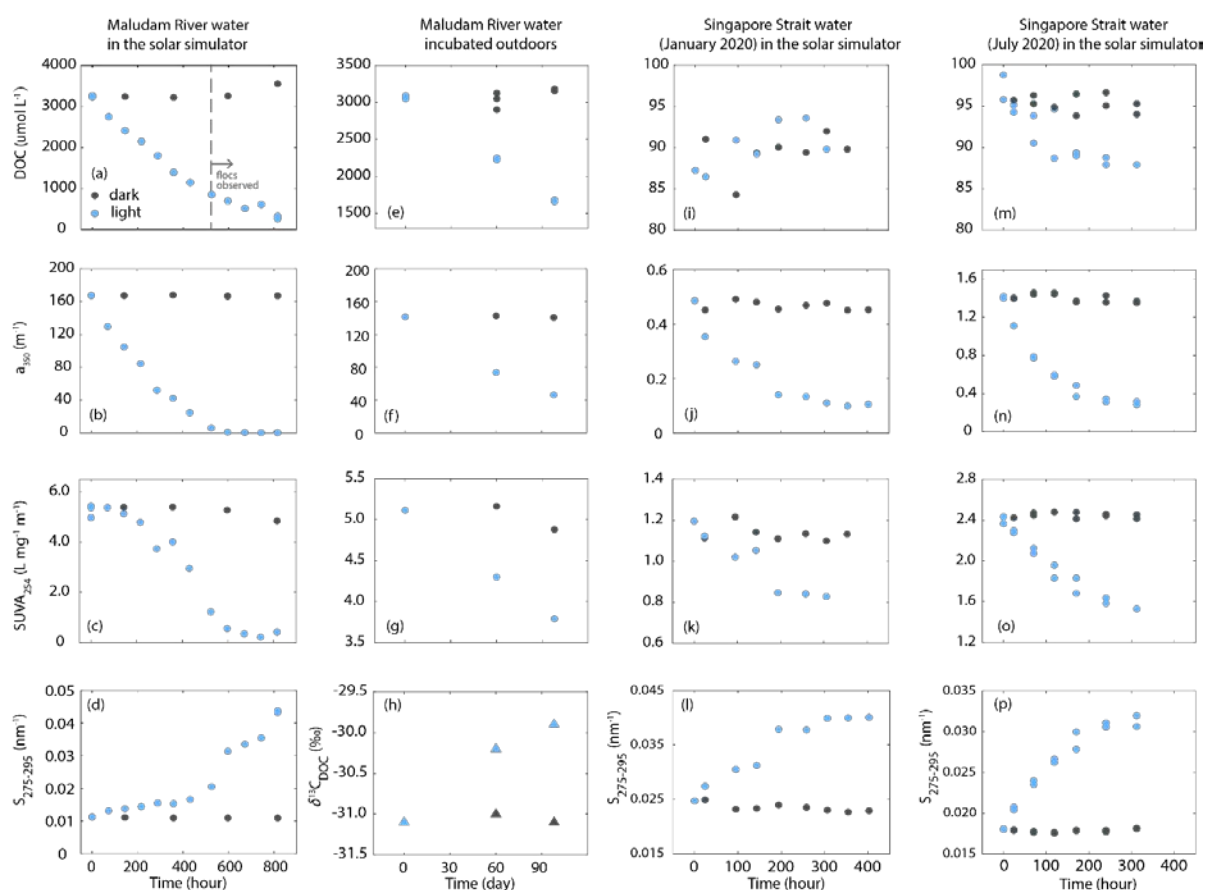 Maludam River water
in the solar simulator
Maludam River water
incubated outdoors
Singapore Strait water
(January 2020) in the solar simulator
Singapore Strait water
(July 2020) in the solar simulator
DOC (umol L⁻¹)
4000
3000
2000
1000
0
(a)
dark
light
flocs
observed
3500
3000
2500
2000
1500
(e)
105
100
95
90
85
80
(i)
100
95
90
85
80
(m)
a₃₅₀ (m⁻¹)
200
160
120
80
40
0
(b)
200
160
120
80
40
0
(f)
0.6
0.4
0.2
0
(j)
1.6
1.2
0.8
0.4
0
(n)
SUVA₂₅₄ (L mg⁻¹ m⁻¹)
6.0
4.0
2.0
0
(c)
5.5
5.0
4.5
4.0
3.5
(g)
1.4
1.2
1.0
0.8
0.6
(k)
2.8
2.4
2.0
1.6
1.2
(o)
S₂₇₅₋₂₉₅ (nm⁻¹)
0.05
0.04
0.03
0.02
0.01
0
(d)
0 200 400 600 800
Time (hour)
δ¹³C_DOC (‰)
-29.5
-30.0
-30.5
-31.0
-31.5
(h)
0 30 60 90
Time (day)
S₂₇₅₋₂₉₅ (nm⁻¹)
0.045
0.035
0.025
0.015
(l)
0 100 200 300 400
Time (hour)
S₂₇₅₋₂₉₅ (nm⁻¹)
0.035
0.030
0.025
0.020
0.015
(p)
0 100 200 300 400
Time (hour)